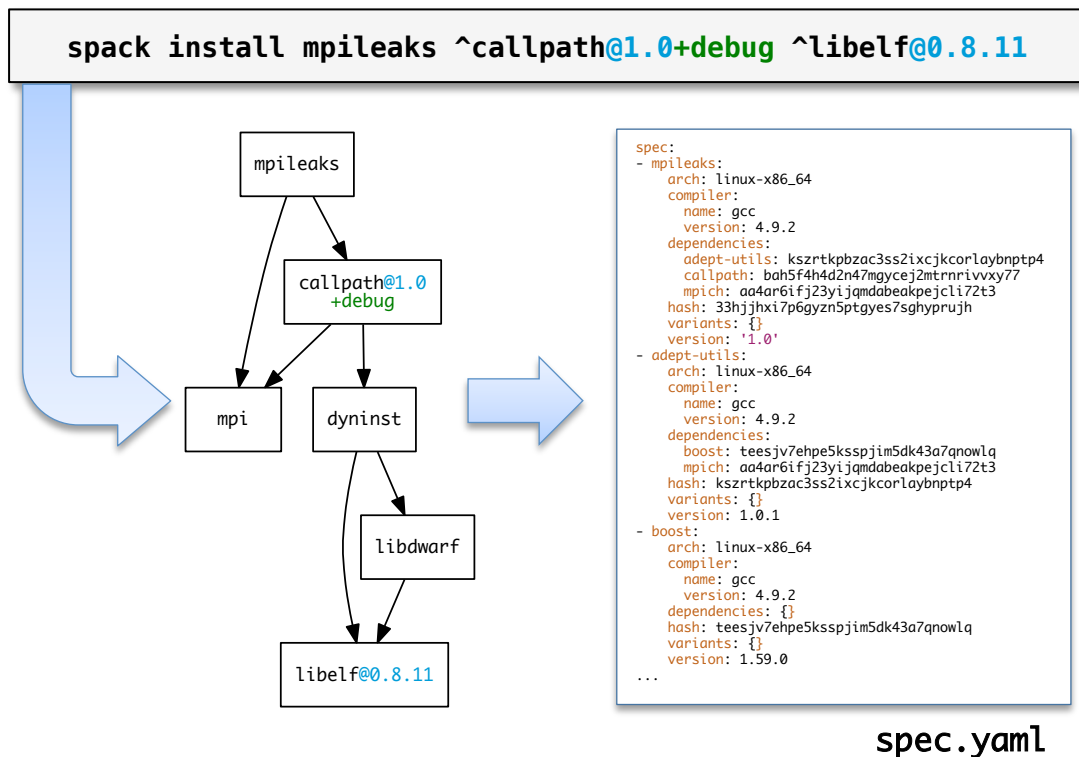 spack install mpileaks ^callpath@1.0+debug ^libelf@0.8.11
mpileaks
callpath@1.0
+debug
mpi
dyninst
libdwarf
libelf@0.8.11
spec:
- mpileaks:
    arch: linux-x86_64
    compiler:
      name: gcc
      version: 4.9.2
    dependencies:
      adept-utils: kszrtkpbzac3ss2ixcjkcorlaybnptp4
      callpath: bah5f4h4d2n47mgycej2mtrnrivvxy77
      mpich: aa4ar6ifj23yijqmdabeakpejcli72t3
    hash: 33hjjhxi7p6gyzn5ptgyes7sghyprujh
    variants: {}
    version: '1.0'
- adept-utils:
    arch: linux-x86_64
    compiler:
      name: gcc
      version: 4.9.2
    dependencies:
      boost: teesjv7ehpe5ksspjim5dk43a7qnowlq
      mpich: aa4ar6ifj23yijqmdabeakpejcli72t3
    hash: kszrtkpbzac3ss2ixcjkcorlaybnptp4
    variants: {}
    version: 1.0.1
- boost:
    arch: linux-x86_64
    compiler:
      name: gcc
      version: 4.9.2
    dependencies: {}
    hash: teesjv7ehpe5ksspjim5dk43a7qnowlq
    variants: {}
    version: 1.59.0
...
spec.yaml